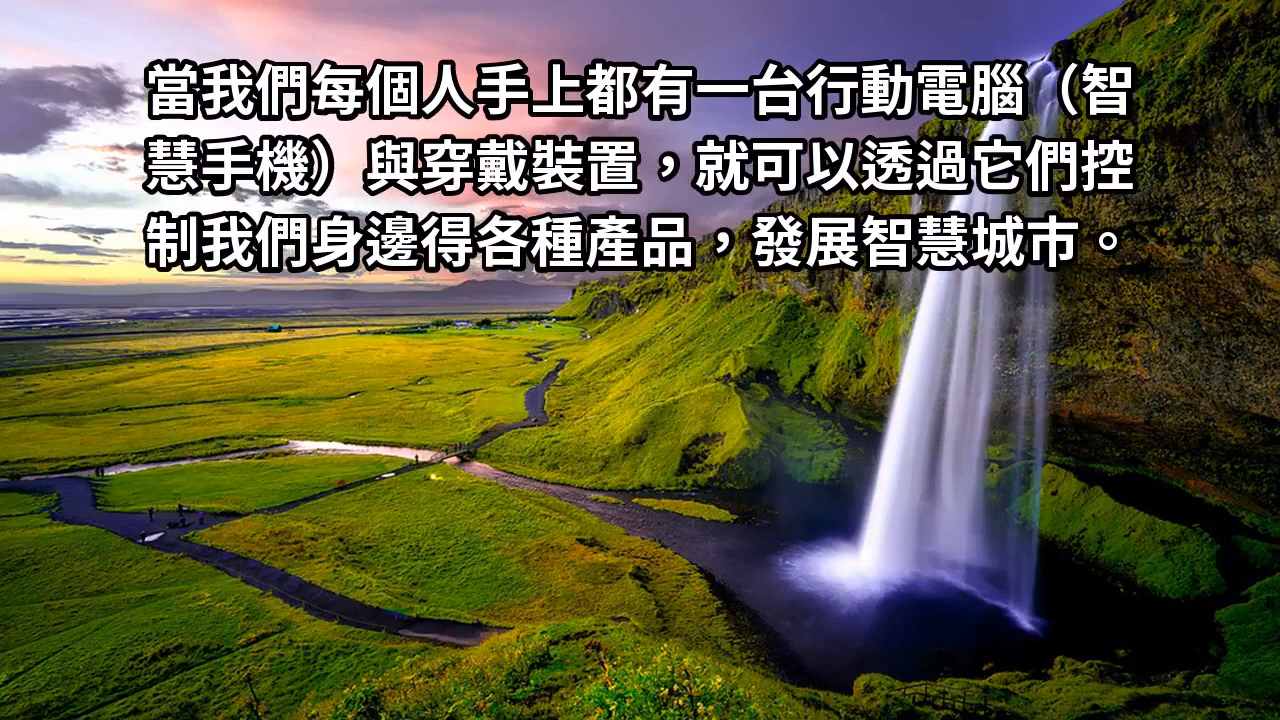 當我們每個人手上都有一台行動電腦（智
慧手機）與穿戴裝置，就可以透過它們控
制我們身邊得各種產品，發展智慧城市。